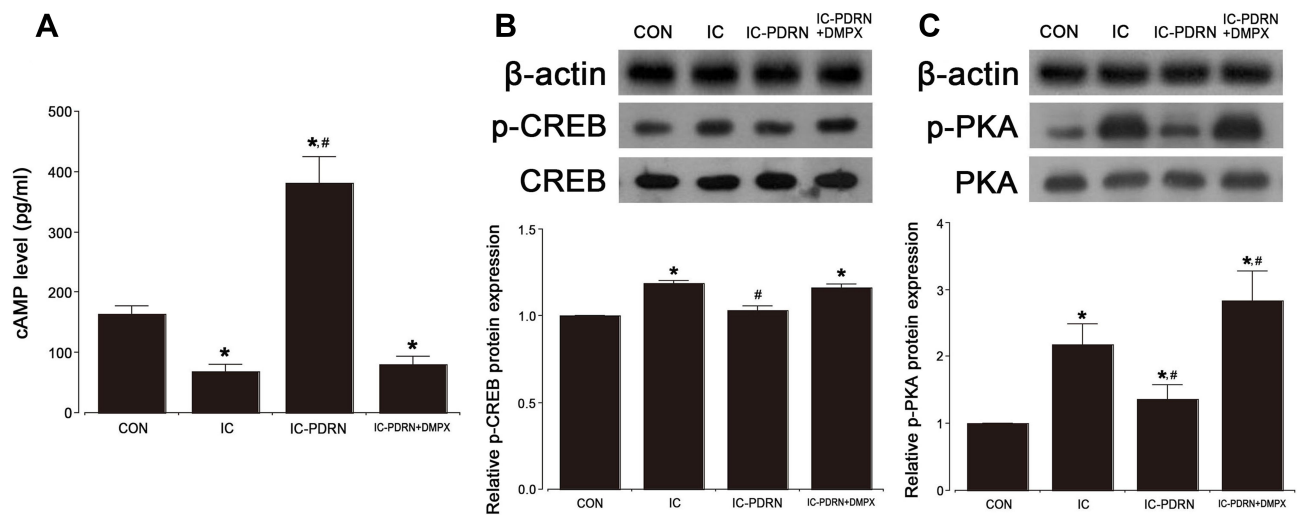 A
cAMP level (pg/ml)
500
400
300
200
100
0
*
*,#
*
CON IC IC-PDRN IC-PDRN+DMPX
B
CON IC IC-PDRN IC-PDRN
+DMPX
β-actin
p-CREB
CREB
Relative p-CREB protein expression
1.5
1.0
0.5
0.0
*
#
*
CON IC IC-PDRN IC-PDRN+DMPX
C
CON IC IC-PDRN IC-PDRN
+DMPX
β-actin
p-PKA
PKA
Relative p-PKA protein expression
4
3
2
1
0
*
*,#
*,#
CON IC IC-PDRN IC-PDRN+DMPX